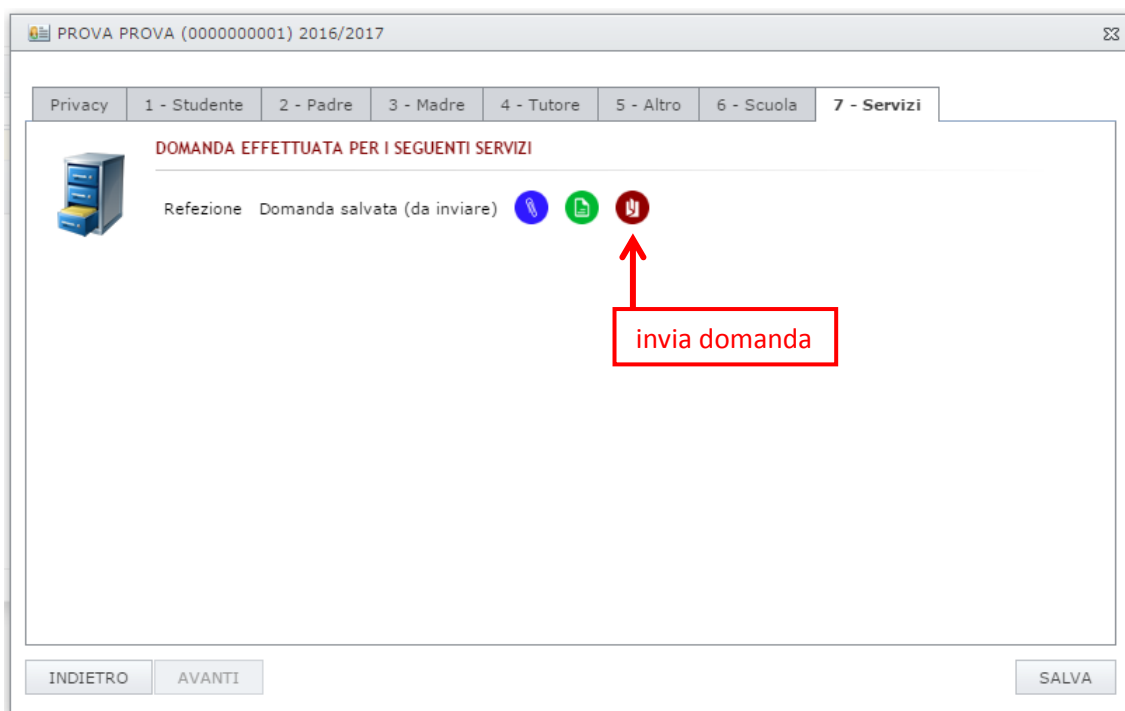 PROVA PROVA (0000000001) 2016/2017
Privacy 1 - Studente 2 - Padre 3 - Madre 4 - Tutore 5 - Altro 6 - Scuola 7 - Servizi
DOMANDA EFFETTUATA PER I SEGUENTI SERVIZI
Refezione Domanda salvata (da inviare)
invia domanda
INDIETRO AVANTI SALVA